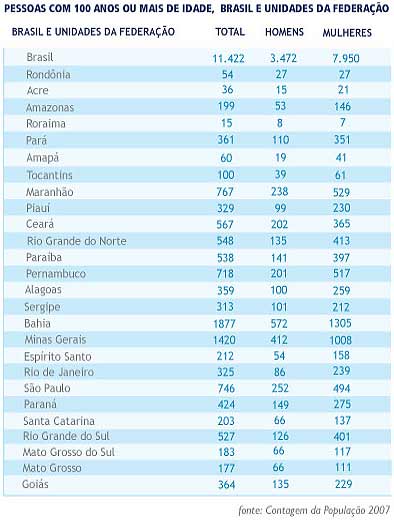 PESSOAS COM 100 ANOS OU MAIS DE IDADE, BRASIL E UNIDADES DA FEDERAÇÃO
BRASIL E UNIDADES DA FEDERAÇÃO TOTAL HOMENS MULHERES
Brasil 11.422 3.472 7.950
Rondônia 54 27 27
Acre 36 15 21
Amazonas 199 53 146
Roraima 15 8 7
Pará 361 110 351
Amapá 60 19 41
Tocantins 100 39 61
Maranhão 767 238 529
Piauí 329 99 230
Ceará 567 202 365
Rio Grande do Norte 548 135 413
Paraíba 538 141 397
Pernambuco 718 201 517
Alagoas 359 100 259
Sergipe 313 101 212
Bahia 1877 572 1305
Minas Gerais 1420 412 1008
Espírito Santo 212 54 158
Rio de Janeiro 325 86 239
São Paulo 746 252 494
Paraná 424 149 275
Santa Catarina 203 66 137
Rio Grande do Sul 527 126 401
Mato Grosso do Sul 183 66 117
Mato Grosso 177 66 111
Goiás 364 135 229
fonte: Contagem da População 2007